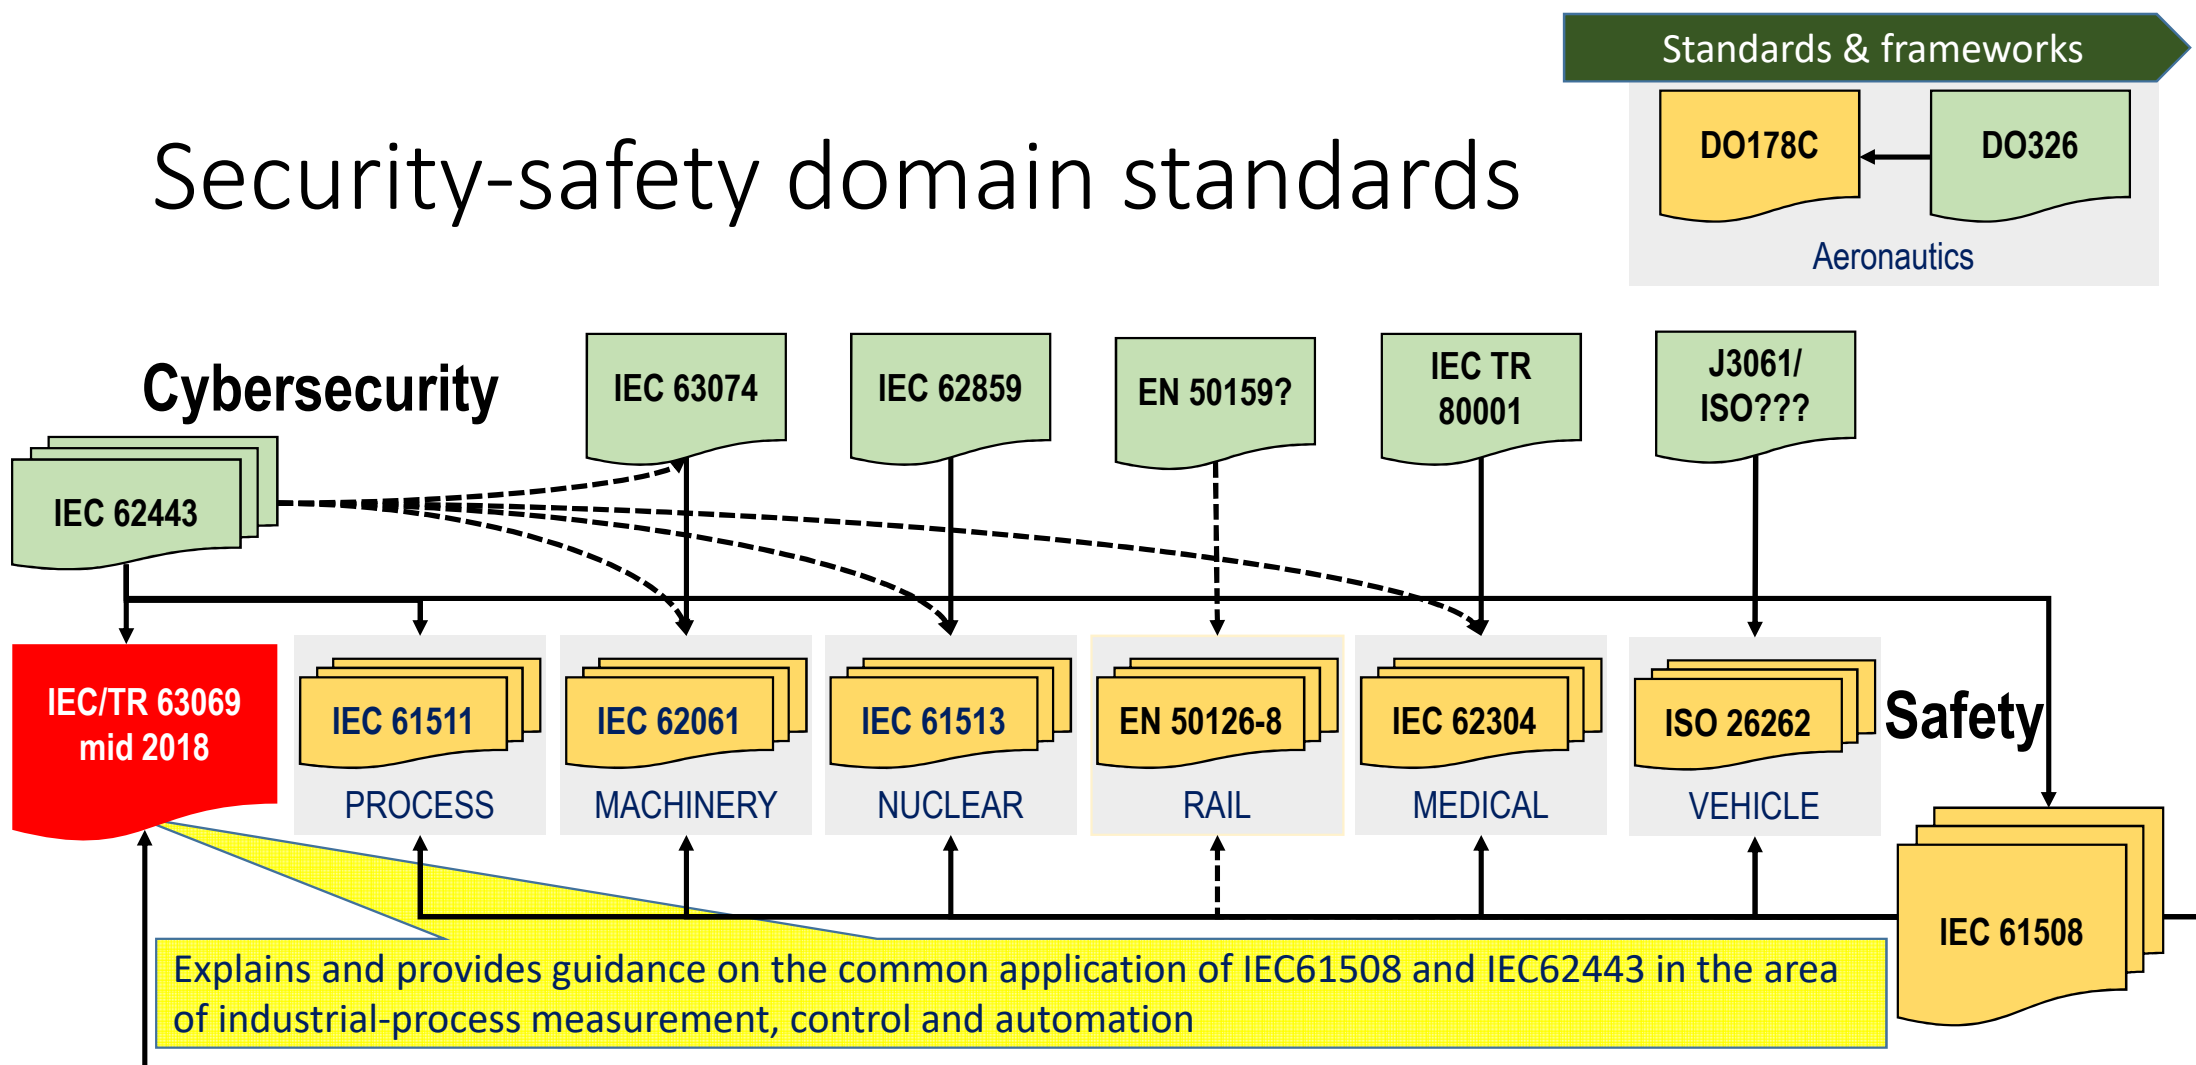 Standards & frameworks
DO178C
DO326
Aeronautics
Security-safety domain standards
Cybersecurity
IEC 63074
IEC 62859
EN 50159?
IEC TR
80001
J3061/
ISO???
IEC 62443
IEC/TR 63069
mid 2018
IEC 61511
PROCESS
IEC 62061
MACHINERY
IEC 61513
NUCLEAR
EN 50126-8
RAIL
IEC 62304
MEDICAL
ISO 26262
VEHICLE
Safety
IEC 61508
Explains and provides guidance on the common application of IEC61508 and IEC62443 in the area
of industrial-process measurement, control and automation